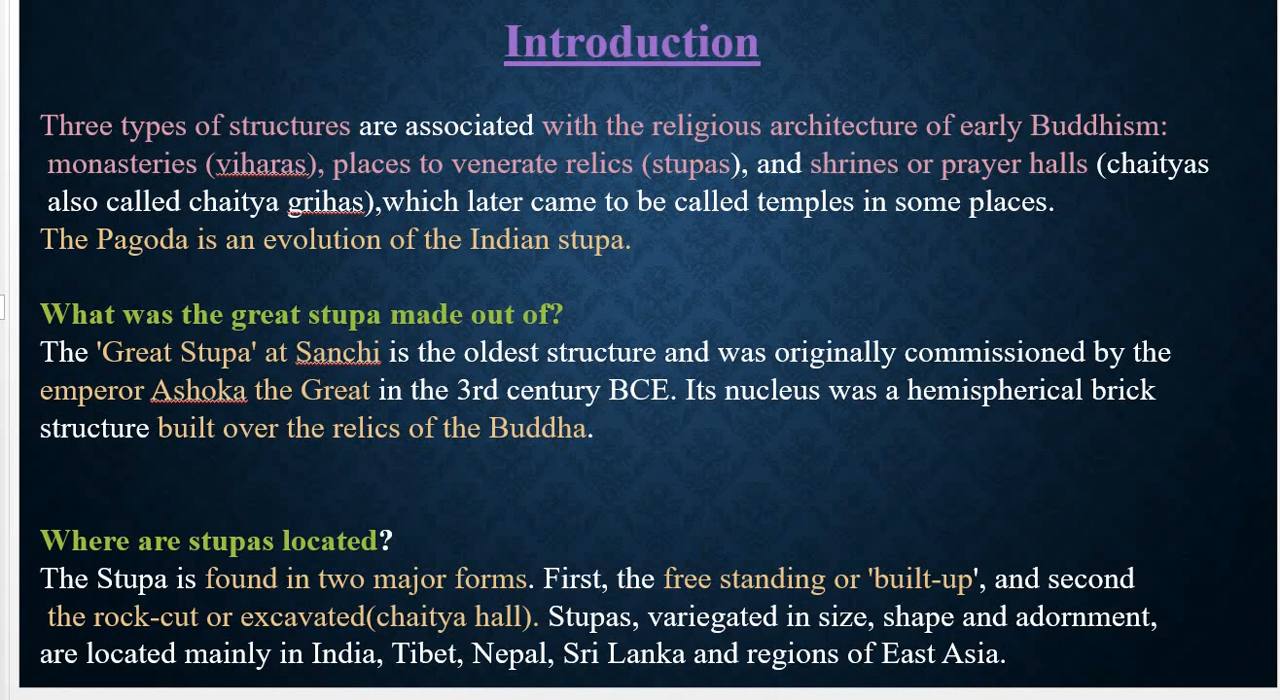 Introduction
Three types of structures are associated with the religious architecture of early Buddhism:
monasteries (viharas), places to venerate relics (stupas), and shrines or prayer halls (chaityas
also called chaitya grihas),which later came to be called temples in some places.
The Pagoda is an evolution of the Indian stupa.
What was the great stupa made out of?
The 'Great Stupa' at Sanchi is the oldest structure and was originally commissioned by the
emperor Ashoka the Great in the 3rd century BCE. Its nucleus was a hemispherical brick
structure built over the relics of the Buddha.
Where are stupas located?
The Stupa is found in two major forms. First, the free standing or 'built-up', and second
the rock-cut or excavated(chaitya hall). Stupas, variegated in size, shape and adornment,
are located mainly in India, Tibet, Nepal, Sri Lanka and regions of East Asia.